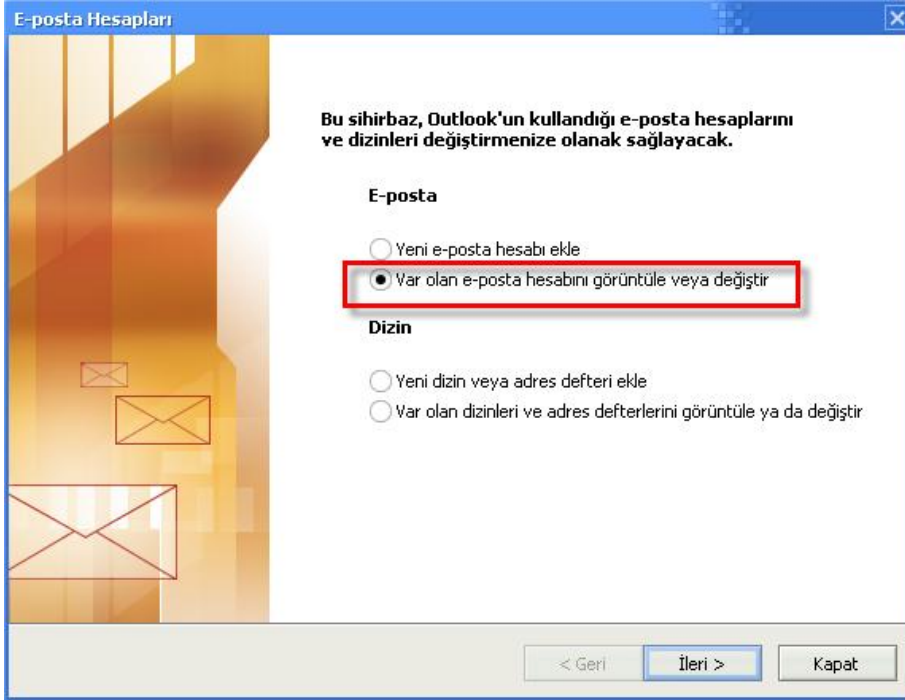 E-posta Hesapları
Bu sihirbaz, Outlook'un kullandığı e-posta hesaplarını
ve dizinleri değiştirmenize olanak sağlayacak.
E-posta
Yeni e-posta hesabı ekle
Var olan e-posta hesabını görüntüle veya değiştir
Dizin
Yeni dizin veya adres defteri ekle
Var olan dizinleri ve adres defterlerini görüntüle ya da değiştir
< Geri İleri > Kapat